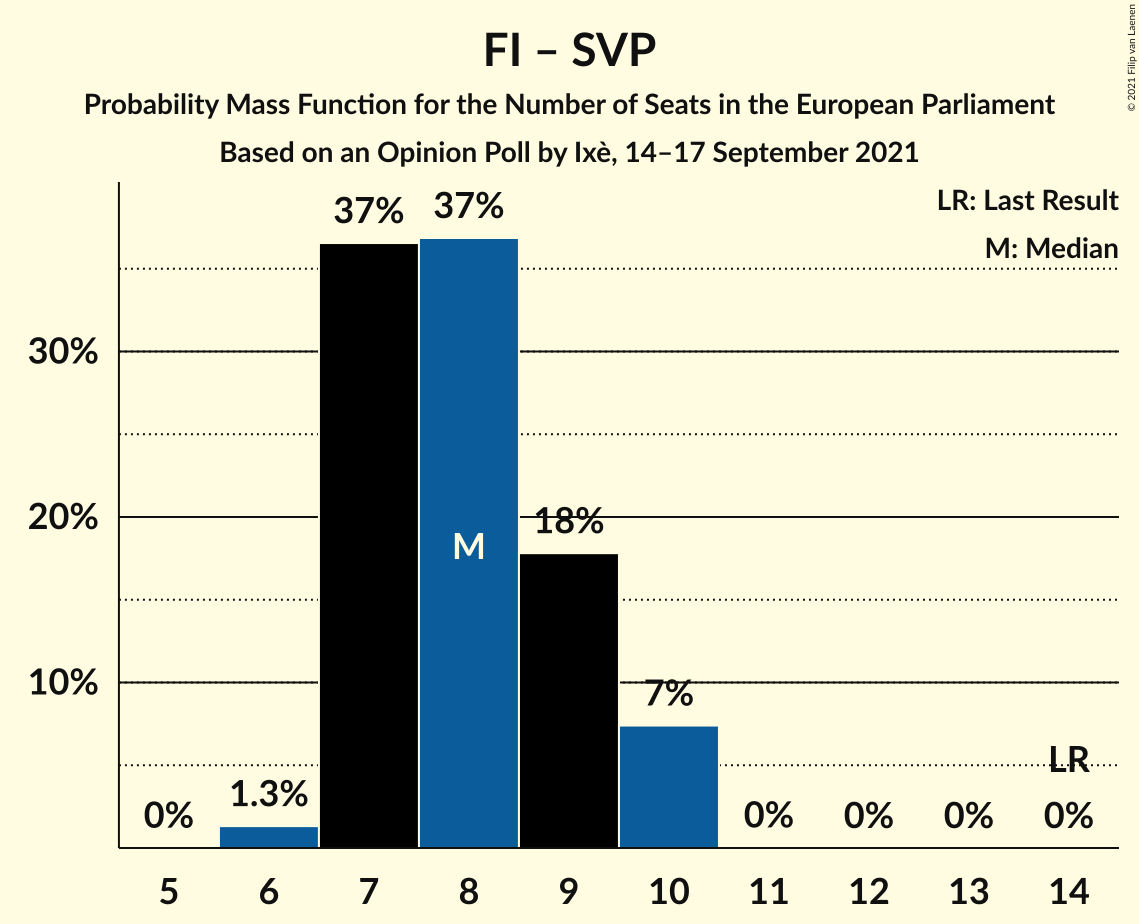 FI – SVP
Probability Mass Function for the Number of Seats in the European Parliament
Based on an Opinion Poll by Ixè, 14–17 September 2021
© 2021 Filip van Laenen
LR: Last Result
M: Median
37%
37%
30%
20%
18%
M
10%
7%
LR
1.3%
0%
0%
0%
0%
0%
5 6 7 8 9 10 11 12 13 14